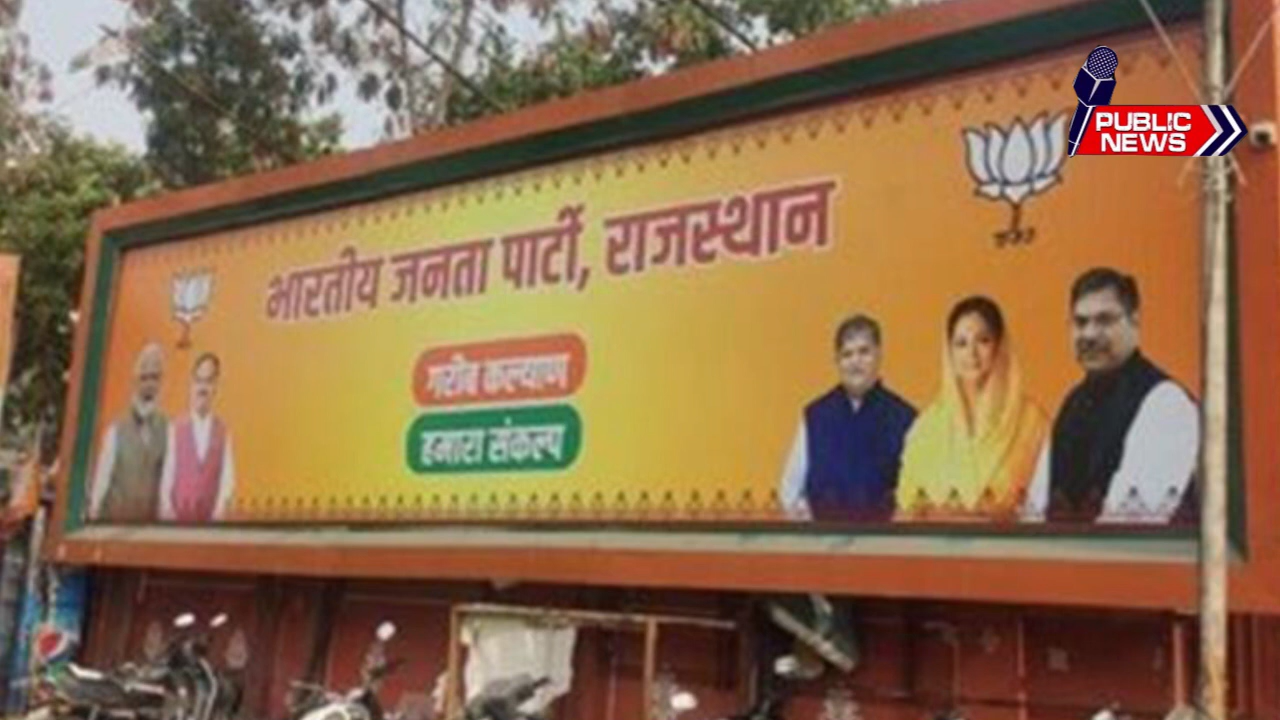 PUBLIC
NEWS
भारतीय जनता पार्टी, राजस्थान
गरीब कल्याण
हमारा संकल्प